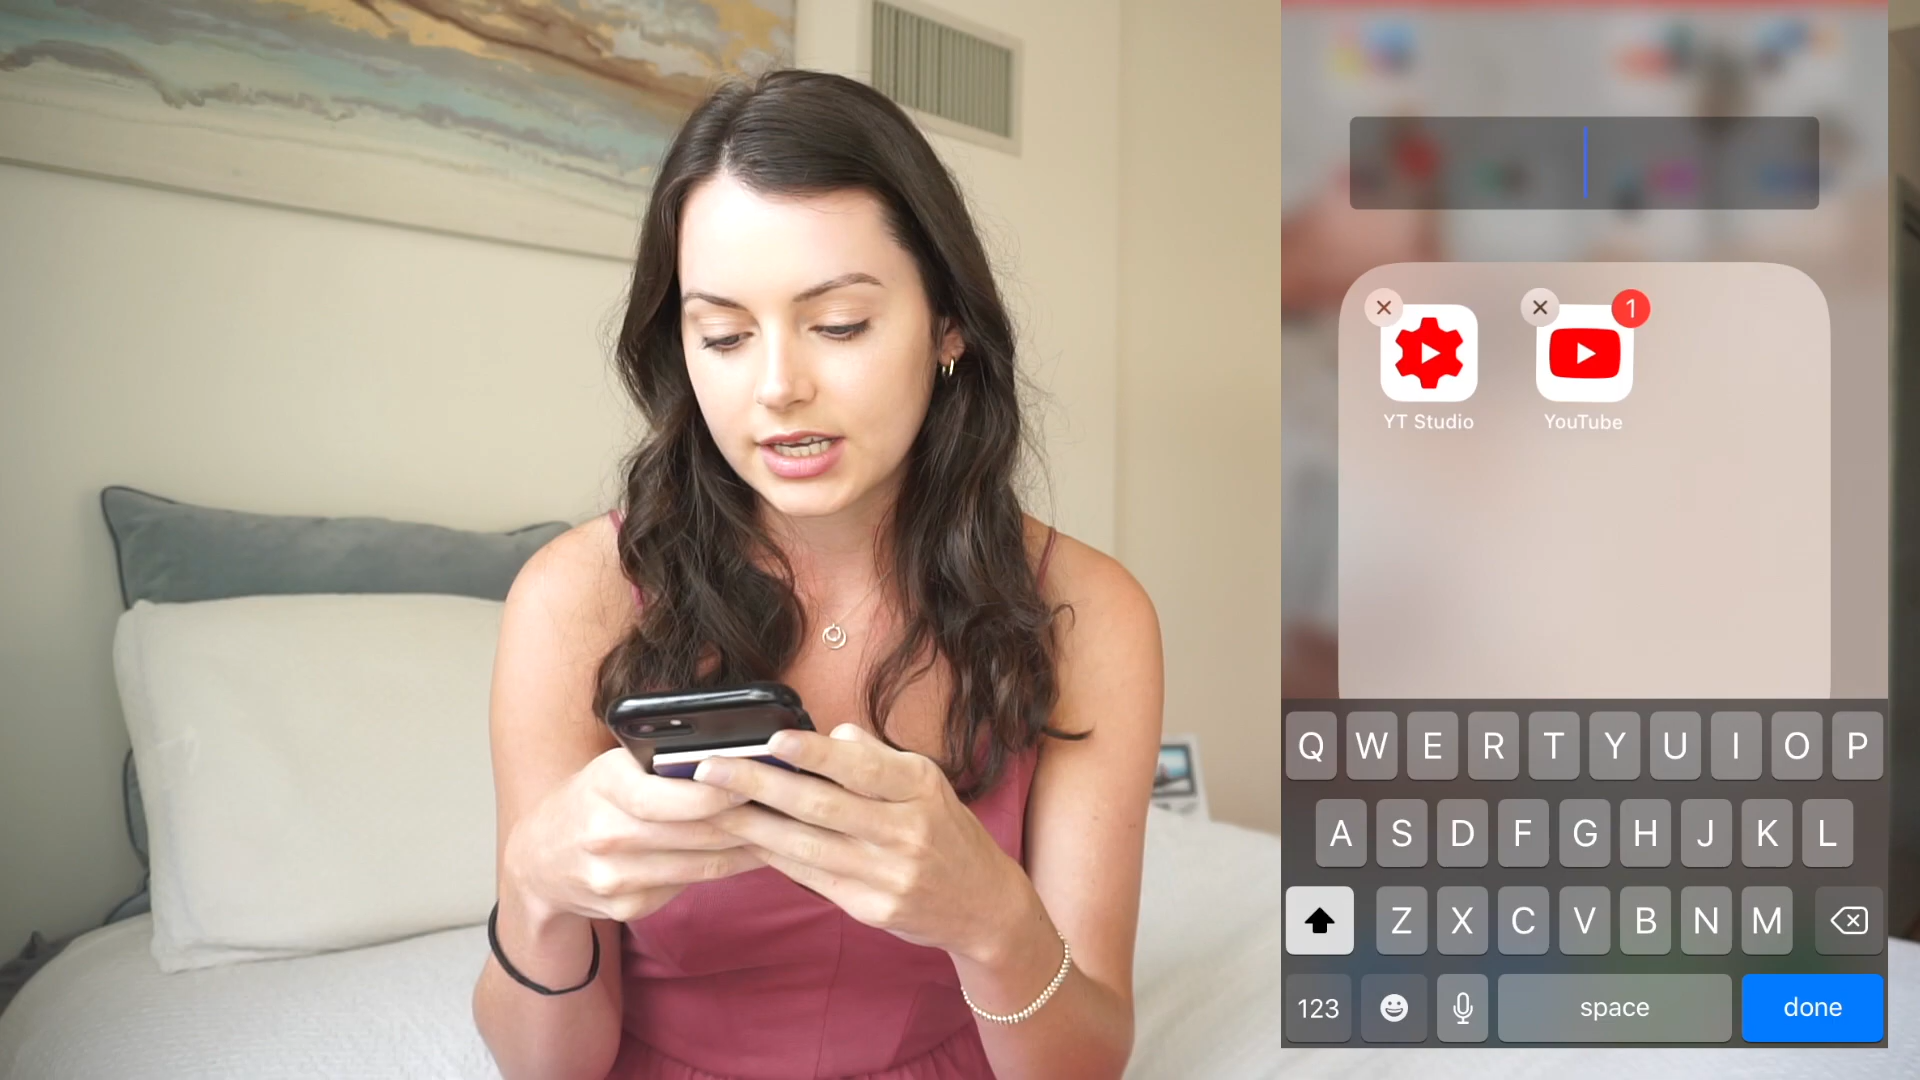 1
YT Studio YouTube
Q W E R T Y U I O P
A S D F G H J K L
Z X C V B N M
123 space done